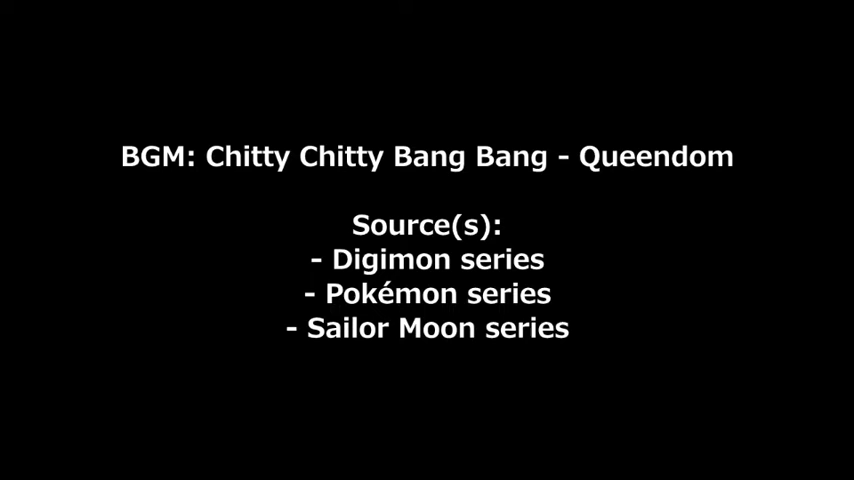 BGM: Chitty Chitty Bang Bang - Queendom
Source(s):
- Digimon series
- Pokémon series
- Sailor Moon series